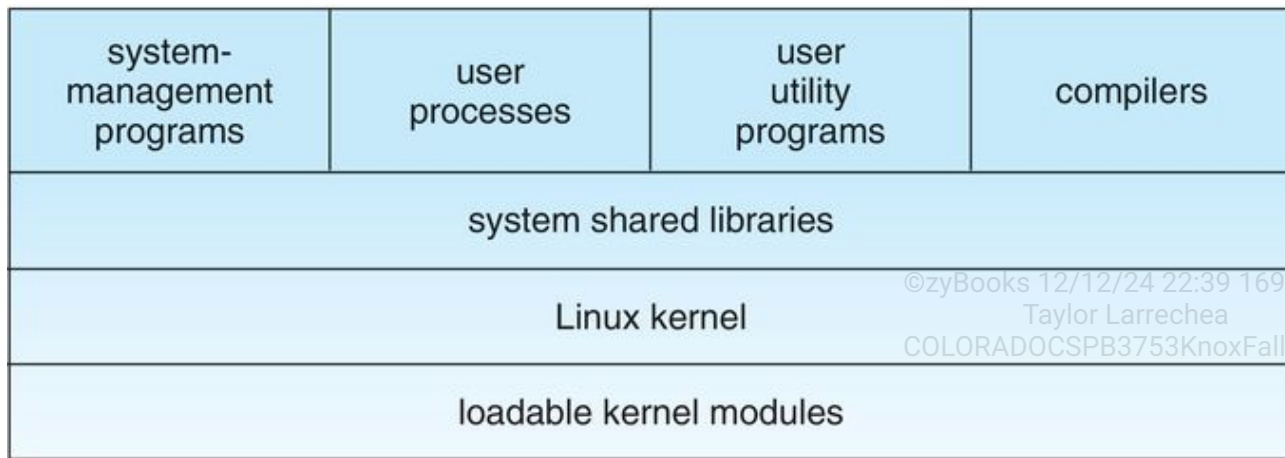 system-
management
programs
user
processes
user
utility
programs
compilers
system shared libraries
©zyBooks 12/12/24 22:39 169
Linux kernel
Taylor Larrechea
COLORADOCSPB3753KnoxFall
loadable kernel modules